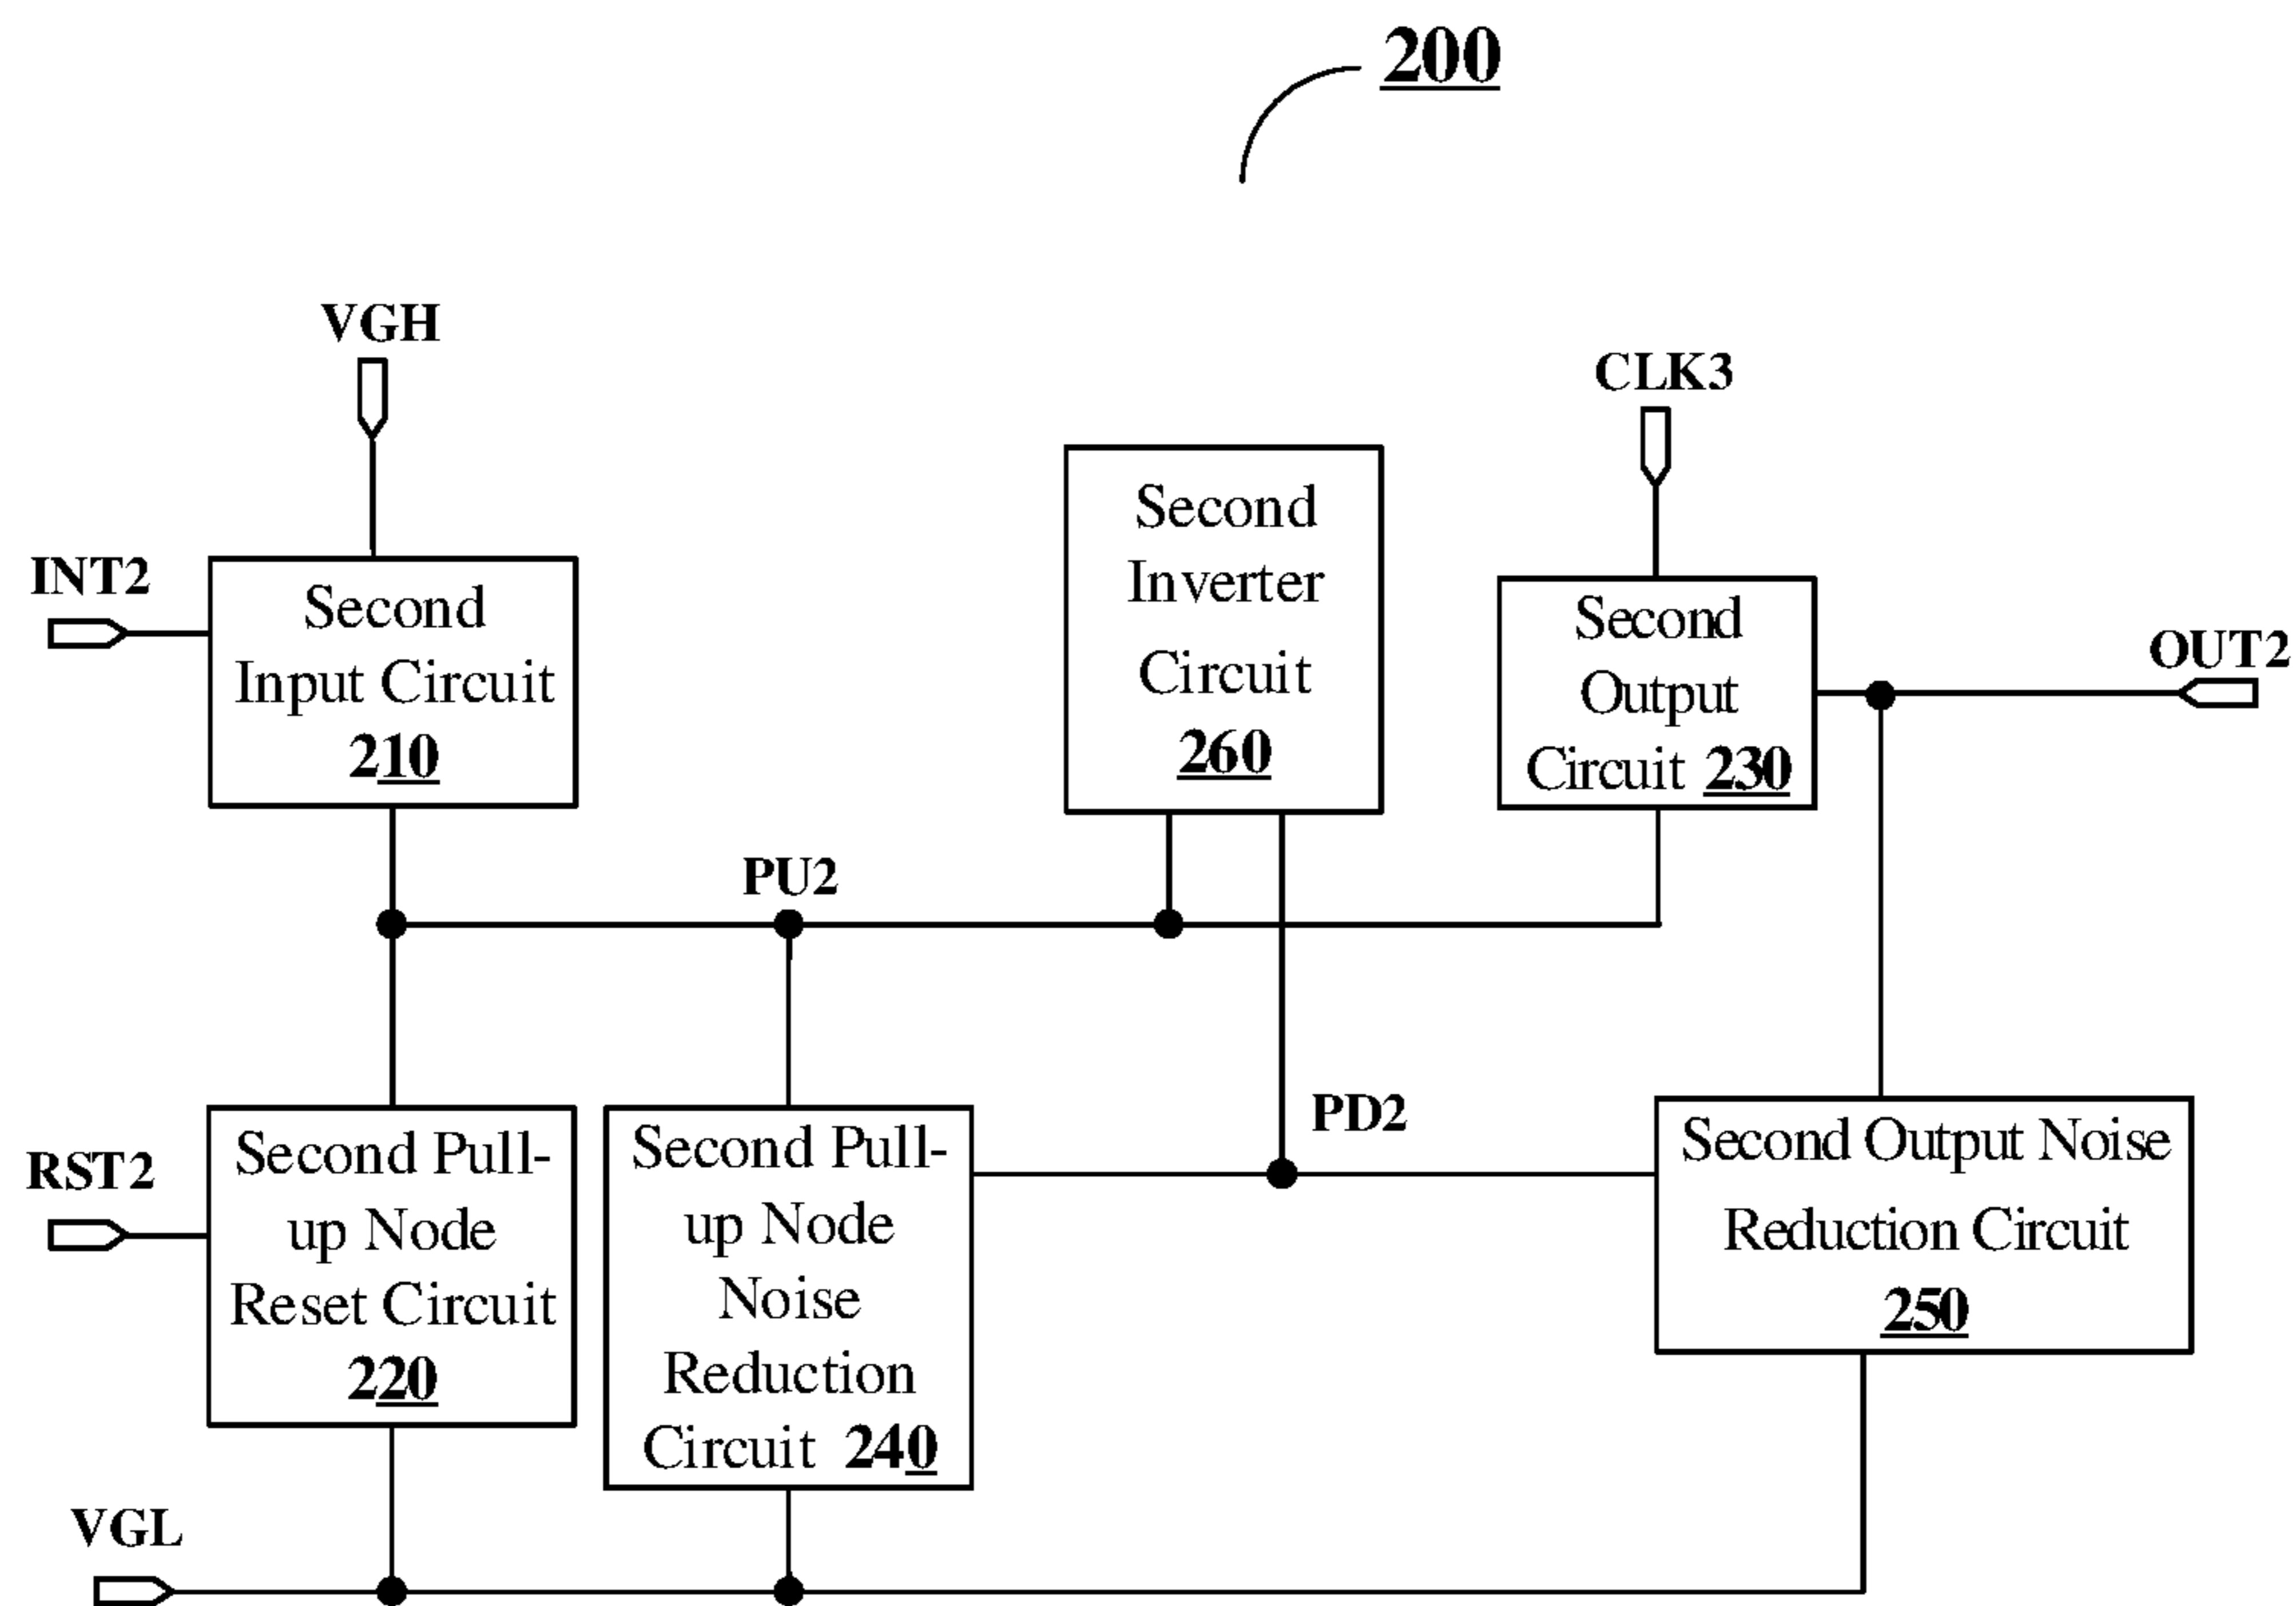 200
VGH
CLK3
INT2
Second
Input Circuit
210
Second
Inverter
Circuit
260
Second
Output
Circuit 230
OUT2
PU2
PD2
RST2
Second Pull-
up Node
Reset Circuit
220
Second Pull-
up Node
Noise
Reduction
Circuit 240
Second Output Noise
Reduction Circuit
250
VGL